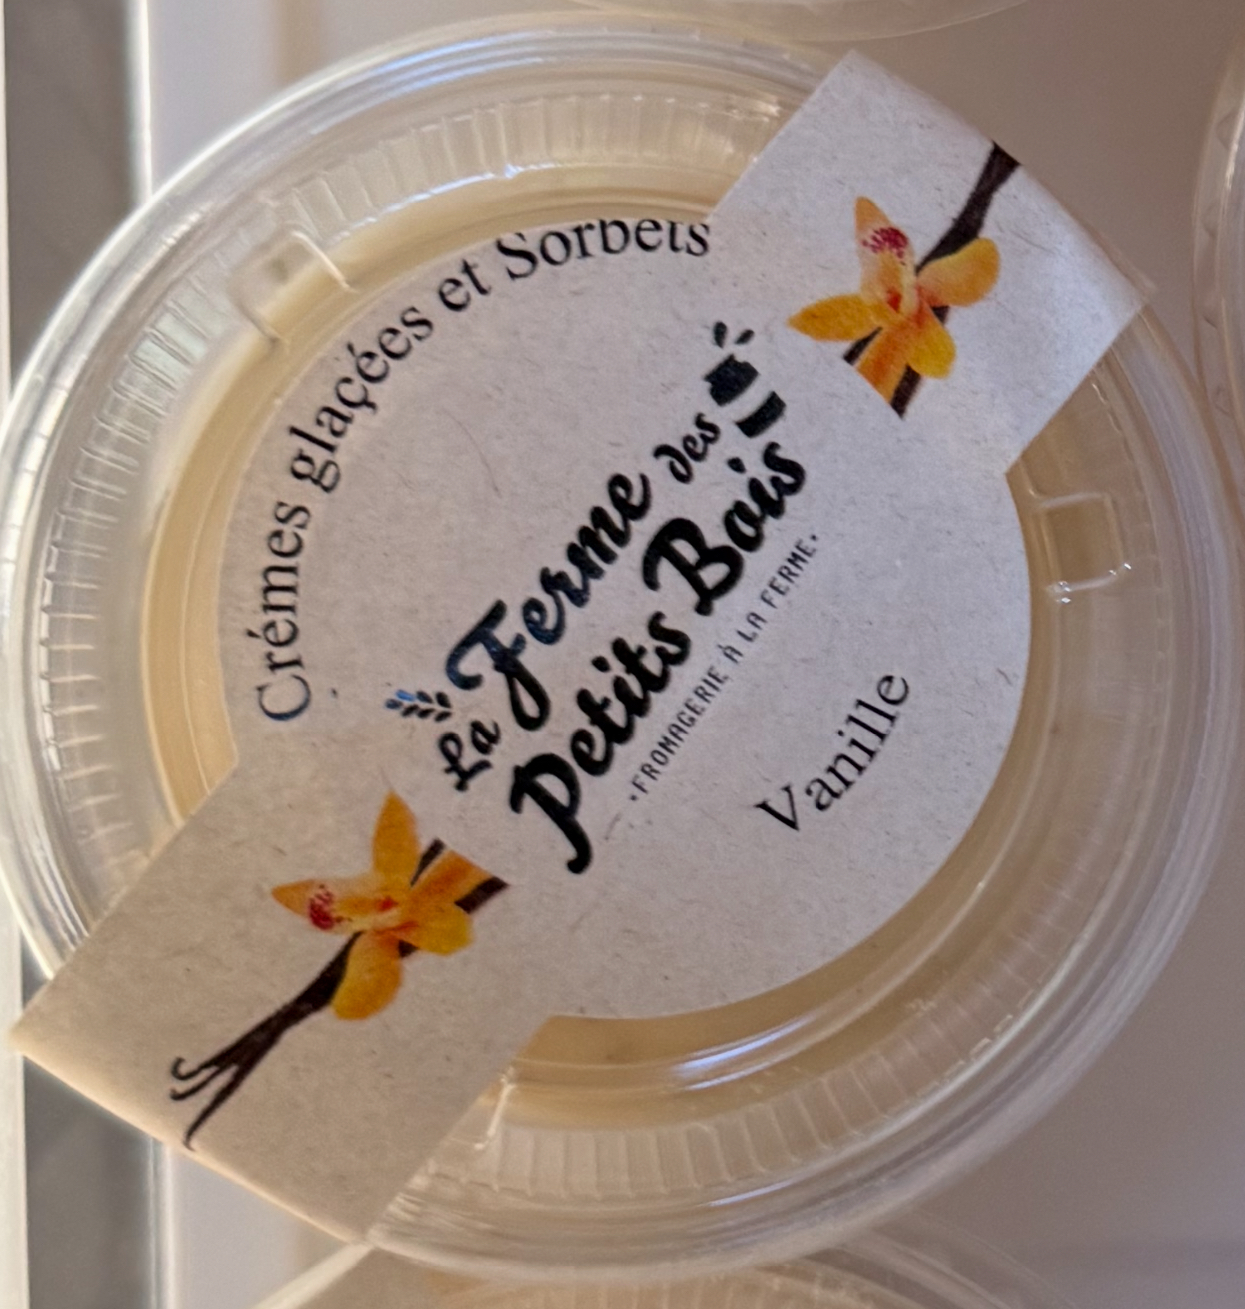 Crémes glaçées et Sorbets
La Ferme des
Petits Bois
•FROMAGERIE À LA FERME•
Vanille